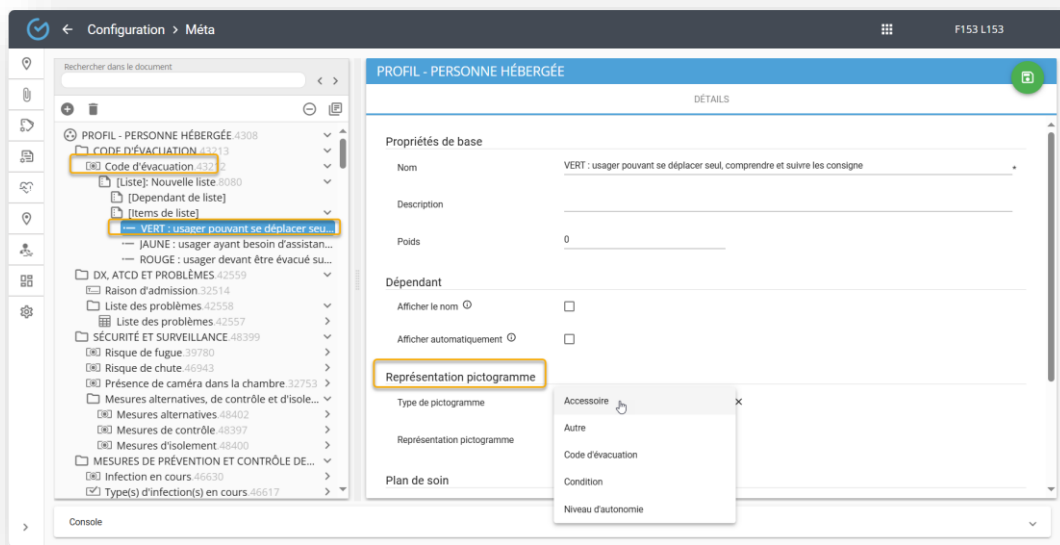 Configuration > Méta
F153 L153
Rechercher dans le document
PROFIL - PERSONNE HÉBERGÉE.4308
CODE D'ÉVACUATION.43213
Code d'évacuation.43212
[Liste]: Nouvelle liste.8080
[Dependant de liste]
[Items de liste]
VERT : usager pouvant se déplacer seu...
JAUNE : usager ayant besoin d'assistan...
ROUGE : usager devant être évacué su...
DX, ATCD ET PROBLÈMES.42559
Raison d'admission.32514
Liste des problèmes.42558
Liste des problèmes.42557
SÉCURITÉ ET SURVEILLANCE.48399
Risque de fugue.39780
Risque de chute.46943
Présence de caméra dans la chambre.32753
Mesures alternatives, de contrôle et d'isole...
Mesures alternatives.48402
Mesures de contrôle.48397
Mesures d'isolement.48400
MESURES DE PRÉVENTION ET CONTRÔLE DE...
Infection en cours.46630
Type(s) d'infection(s) en cours.46617
PROFIL - PERSONNE HÉBERGÉE
DÉTAILS
Propriétés de base
Nom VERT : usager pouvant se déplacer seul, comprendre et suivre les consigne *
Description
Poids 0
Dépendant
Afficher le nom
Afficher automatiquement
Représentation pictogramme
Type de pictogramme
Représentation pictogramme
Plan de soin
Accessoire
Autre
Code d'évacuation
Condition
Niveau d'autonomie
Console